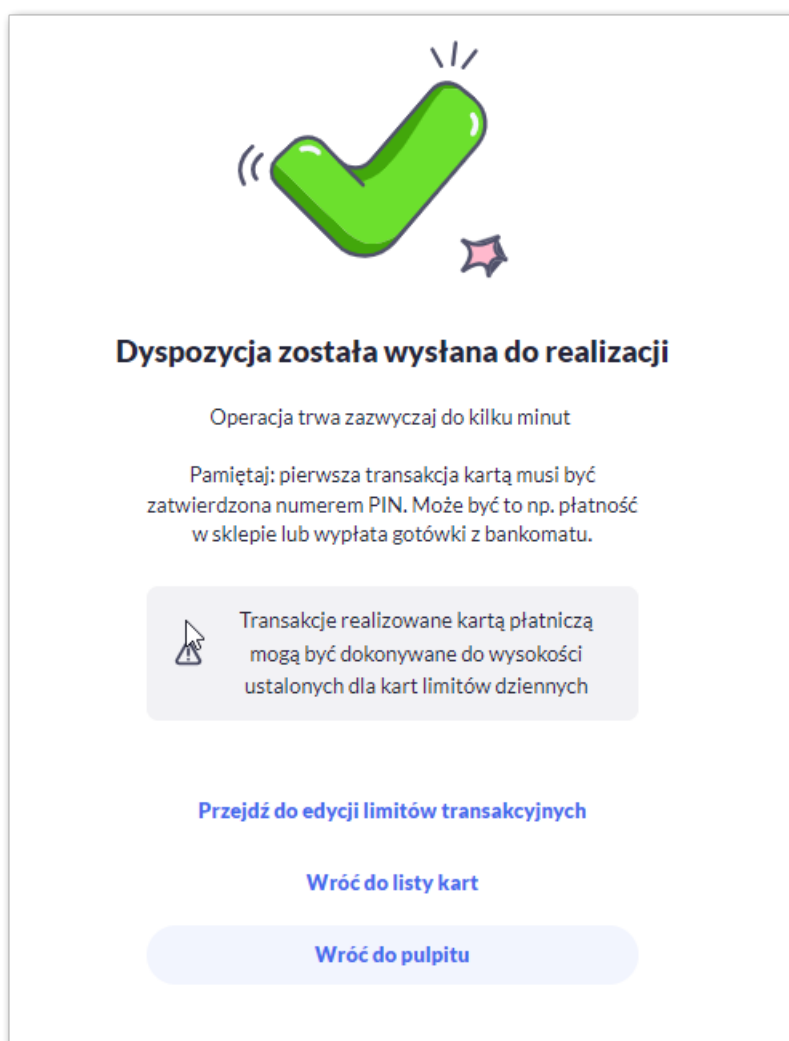 Dyspozycja została wysłana do realizacji
Operacja trwa zazwyczaj do kilku minut
Pamiętaj: pierwsza transakcja kartą musi być
zatwierdzona numerem PIN. Może być to np. płatność
w sklepie lub wypłata gotówki z bankomatu.
Transakcje realizowane kartą płatniczą
mogą być dokonywane do wysokości
ustalonych dla kart limitów dziennych
Przejdź do edycji limitów transakcyjnych
Wróć do listy kart
Wróć do pulpitu